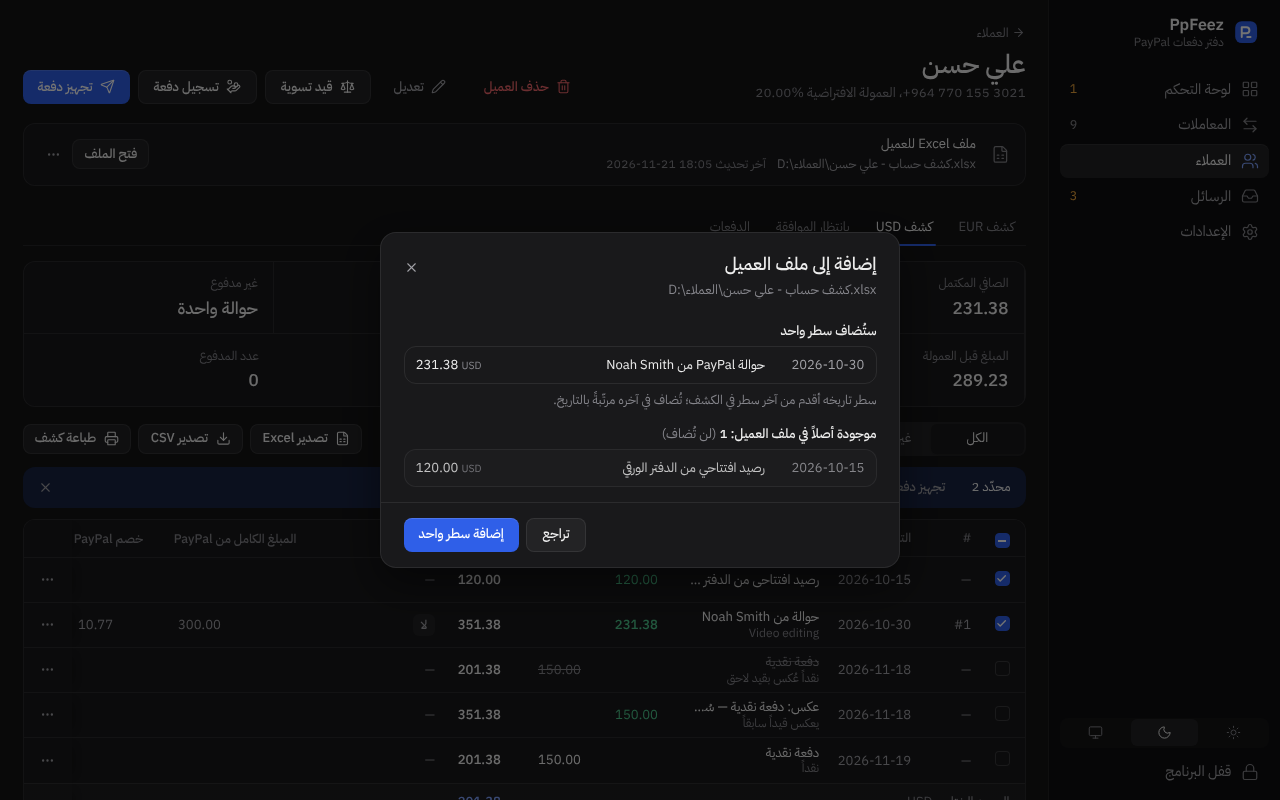 PpFeez
دفتر دفعات PayPal
لوحة التحكم 1
المعاملات 9
العملاء
الرسائل 3
الإعدادات
قفل البرنامج
العملاء
علي حسن
+964 770 155 3021، العمولة الافتراضية 20.00%
حذف العميل
تعديل
قيد تسوية
تسجيل دفعة
تجهيز دفعة
ملف Excel للعميل
D:\العملاء\كشف حساب - علي حسن.xlsx آخر تحديث 2026-11-21 18:05
فتح الملف
كشف EUR
كشف USD
بانتظار الموافقة
الدفعات
الصافي المكتمل
231.38
غير مدفوع
حوالة واحدة
المبلغ قبل العمولة
289.23
عدد المدفوع
0
الكل
تصدير Excel
تصدير CSV
طباعة كشف
محدّد 2
إضافة إلى ملف العميل
D:\العملاء\كشف حساب - علي حسن.xlsx
ستُضاف سطر واحد
2026-10-30 حوالة PayPal من Noah Smith 231.38 USD
سطر تاريخه أقدم من آخر سطر في الكشف؛ تُضاف في آخره مرتّبةً بالتاريخ.
موجودة أصلاً في ملف العميل: 1 (لن تُضاف)
2026-10-15 رصيد افتتاحي من الدفتر الورقي 120.00 USD
تراجع
إضافة سطر واحد
# المبلغ الكامل من PayPal خصم PayPal
— 2026-10-15 رصيد افتتاحي من الدفتر ... 120.00 120.00 —
#1 2026-10-30 حوالة من Noah Smith 231.38 351.38 لا 300.00 10.77
Video editing
— 2026-11-18 دفعة نقدية 150.00 201.38 —
نقداً عُكس بقيد لاحق
— 2026-11-18 عكس: دفعة نقدية — سُ... 150.00 351.38 —
يعكس قيداً سابقاً
— 2026-11-19 دفعة نقدية 150.00 201.38 —
نقداً